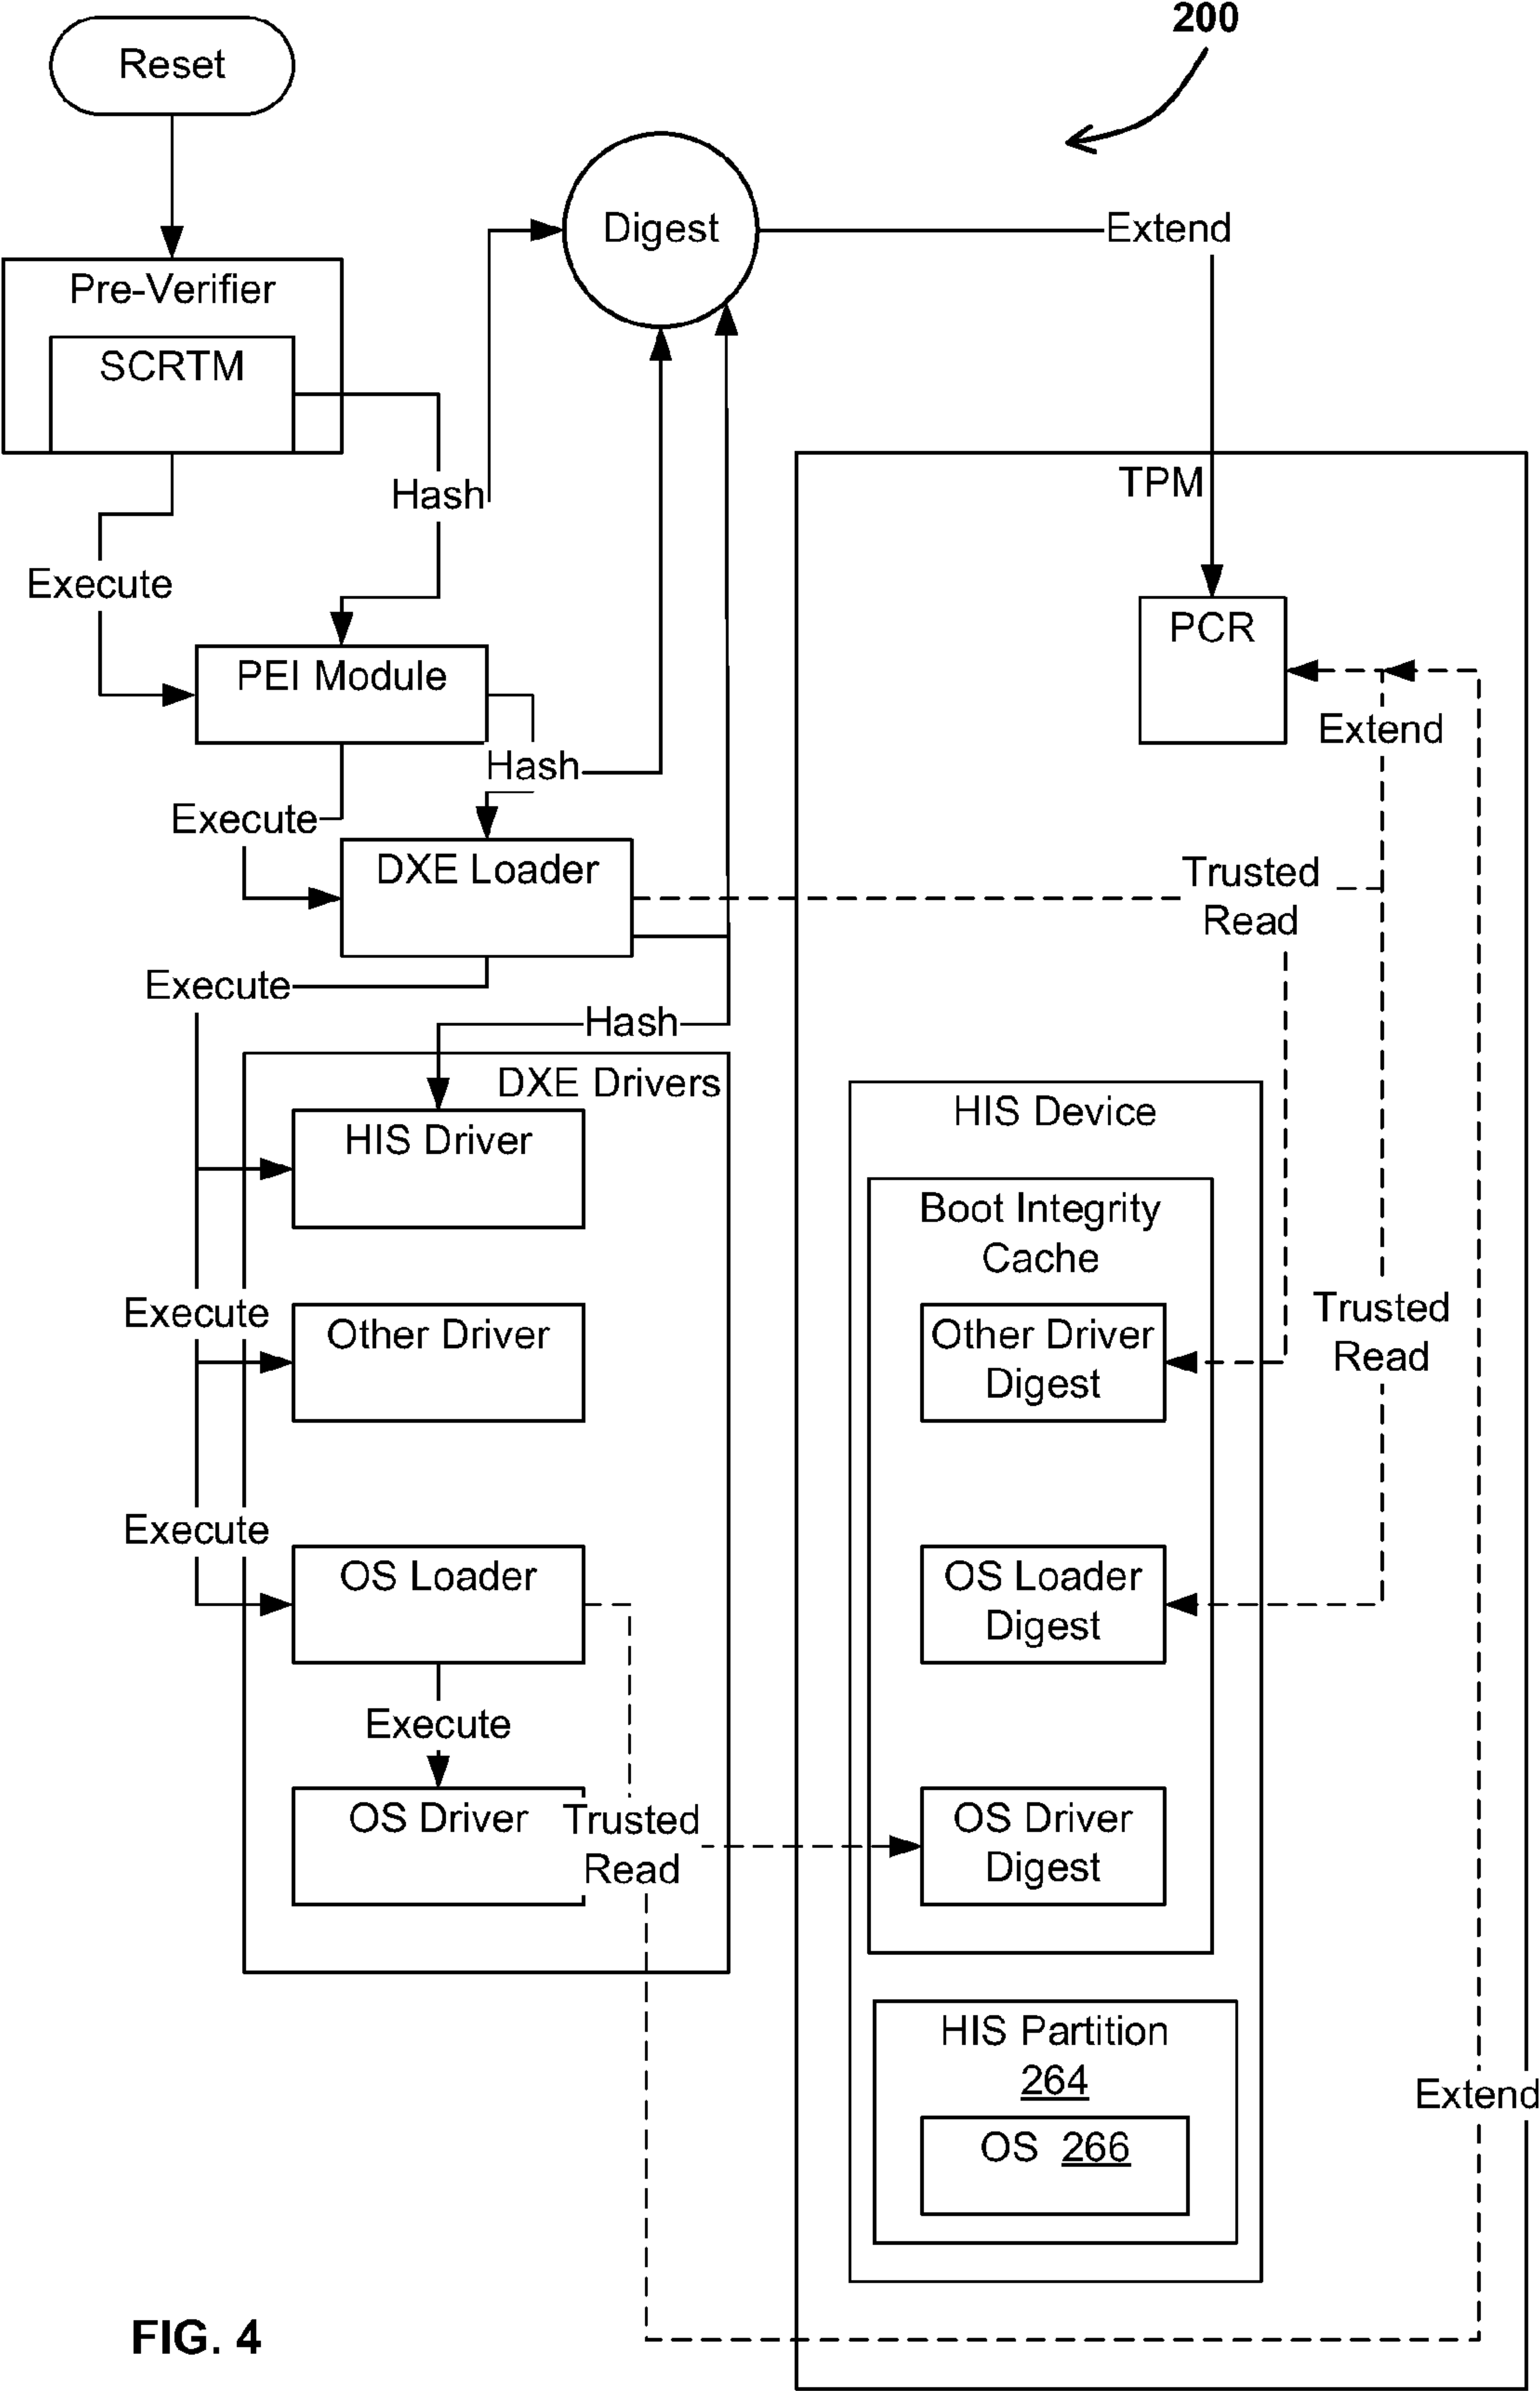 200
Reset
Digest
Extend
Pre-Verifier
SCRTM
Hash
TPM
Execute
PCR
PEI Module
Extend
Hash
Execute
DXE Loader
Trusted
Read
Execute
Hash
DXE Drivers
HIS Device
HIS Driver
Boot Integrity
Cache
Execute
Other Driver
Other Driver
Digest
Trusted
Read
Execute
OS Loader
OS Loader
Digest
Execute
OS Driver
Trusted
Read
OS Driver
Digest
HIS Partition
264
Extend
OS 266
FIG. 4